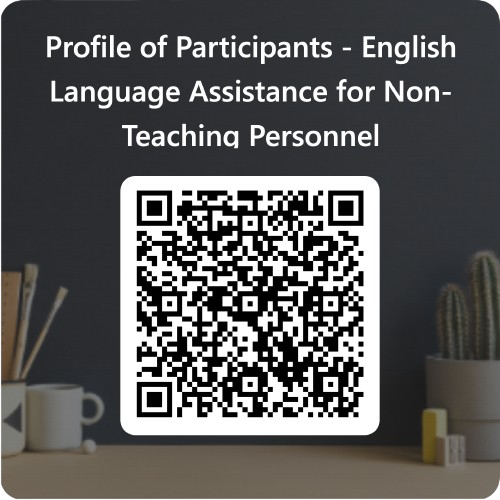 Profile of Participants - English
Language Assistance for Non-
Teaching Personnel